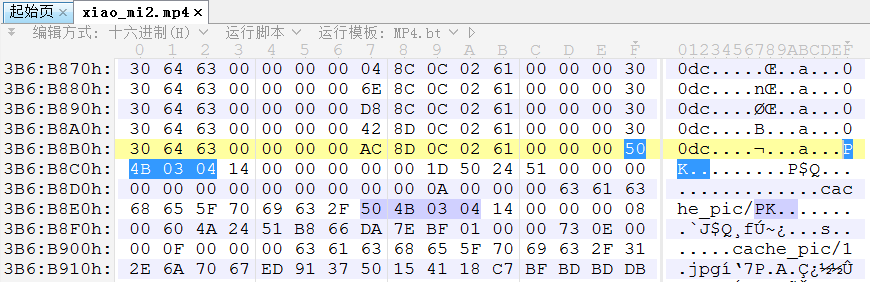 起始页 × xiao_mi2.mp4 ×
编辑方式: 十六进制(H) 运行脚本 运行模板: MP4.bt
0 1 2 3 4 5 6 7 8 9 A B C D E F 0123456789ABCDEF
3B6:B870h: 30 64 63 00 00 00 00 04 8C 0C 02 61 00 00 00 30 0dc.....Œ..a...0
3B6:B880h: 30 64 63 00 00 00 00 6E 8C 0C 02 61 00 00 00 30 0dc....nŒ..a...0
3B6:B890h: 30 64 63 00 00 00 00 D8 8C 0C 02 61 00 00 00 30 0dc....ØŒ..a...0
3B6:B8A0h: 30 64 63 00 00 00 00 42 8D 0C 02 61 00 00 00 30 0dc....B...a...0
3B6:B8B0h: 30 64 63 00 00 00 00 AC 8D 0C 02 61 00 00 00 50 0dc....¬...a...P
3B6:B8C0h: 4B 03 04 14 00 00 00 00 00 1D 50 24 51 00 00 00 K.........P$Q...
3B6:B8D0h: 00 00 00 00 00 00 00 00 00 0A 00 00 00 63 61 63 .............cac
3B6:B8E0h: 68 65 5F 70 69 63 2F 50 4B 03 04 14 00 00 00 08 he_pic/PK.......
3B6:B8F0h: 00 60 4A 24 51 B8 66 DA 7E BF 01 00 00 73 0E 00 .`J$Q¸fÚ~¿...s..
3B6:B900h: 00 0F 00 00 00 63 61 63 68 65 5F 70 69 63 2F 31 .....cache_pic/1
3B6:B910h: 2E 6A 70 67 ED 91 37 50 15 41 18 C7 BF BD BD DB .jpgí‘7P.A.Ç¿½½Û